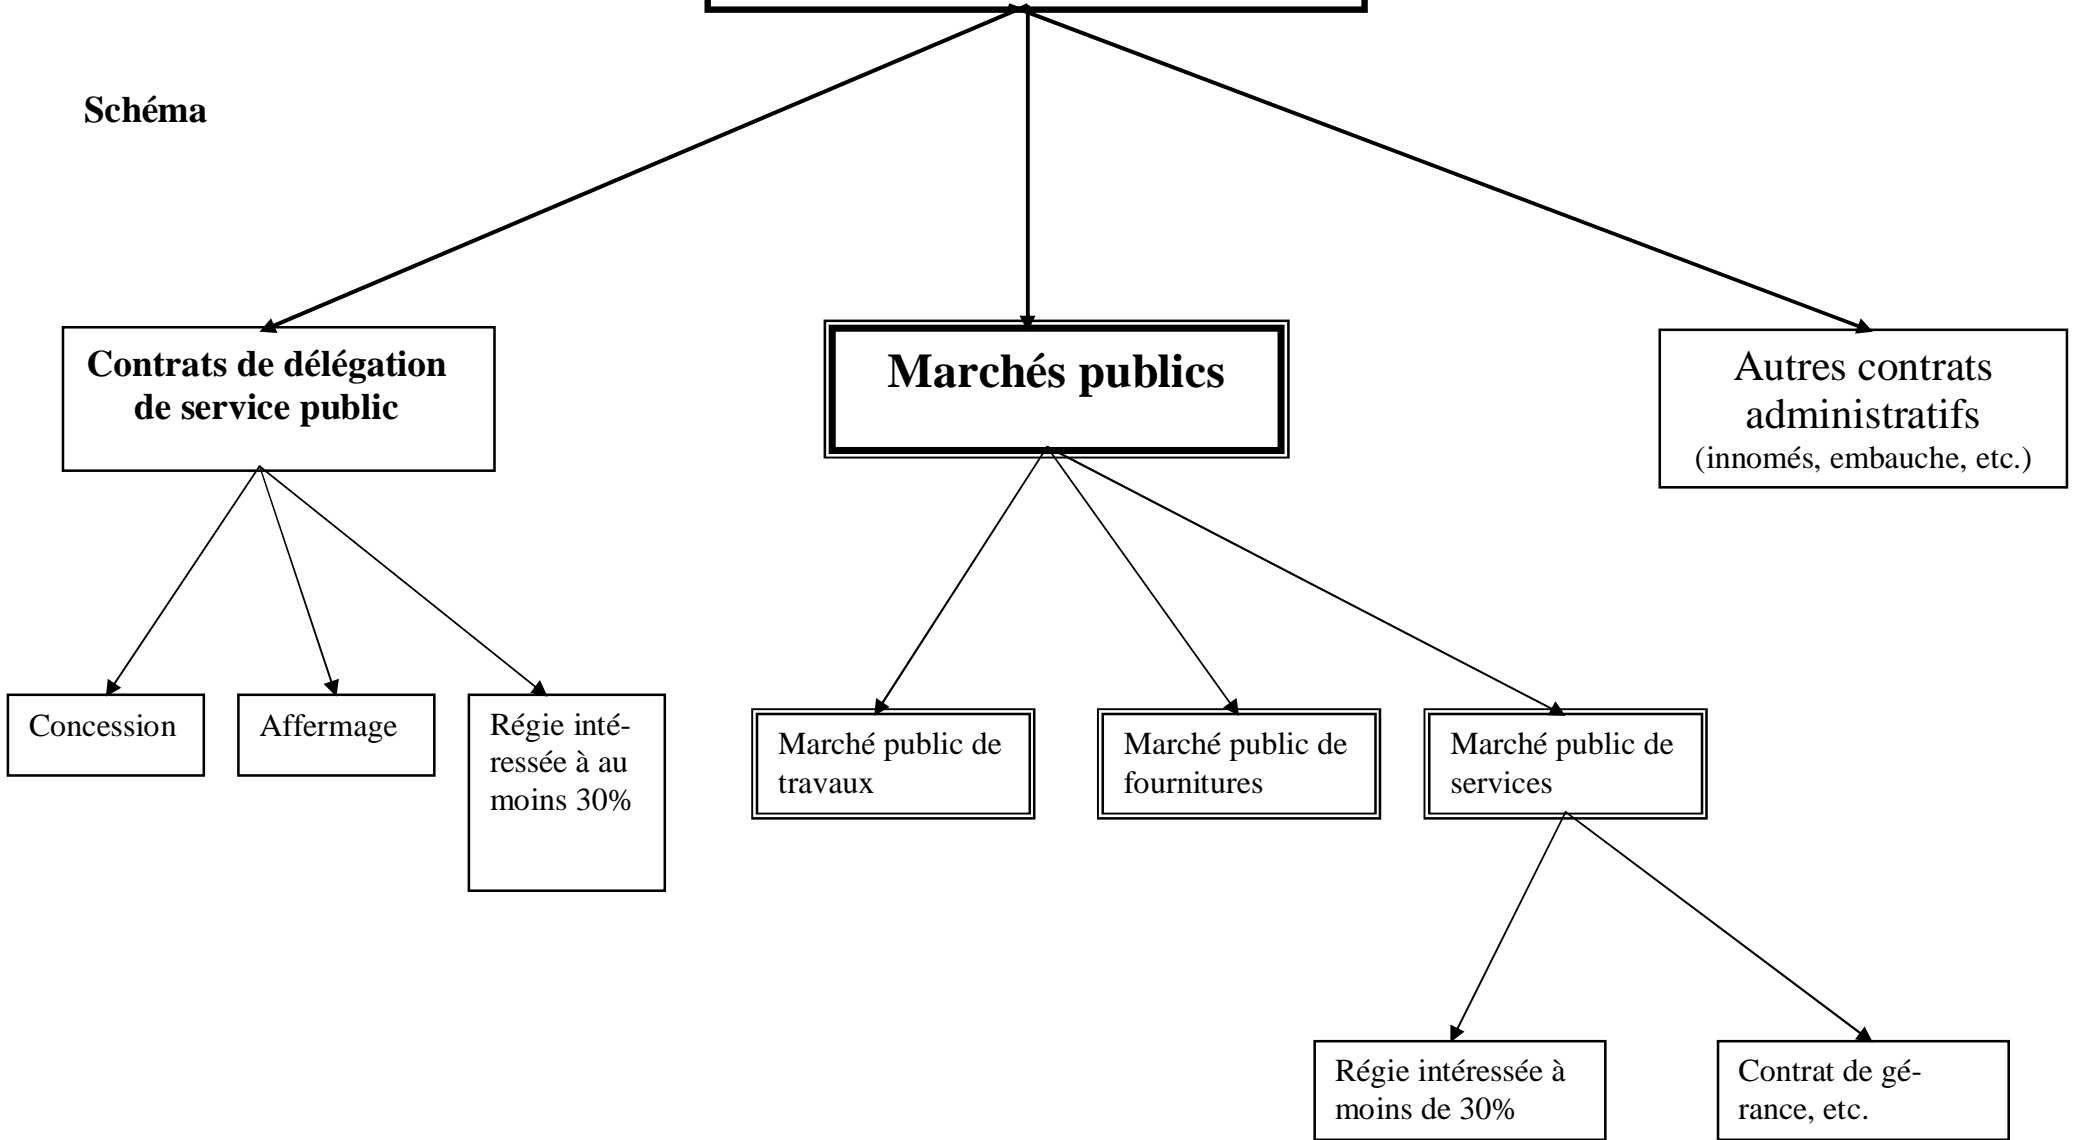 Schéma
Contrats de délégation
de service public
Marchés publics
Autres contrats
administratifs
(innomés, embauche, etc.)
Concession
Affermage
Régie inté-
ressée à au
moins 30%
Marché public de
travaux
Marché public de
fournitures
Marché public de
services
Régie intéressée à
moins de 30%
Contrat de gé-
rance, etc.